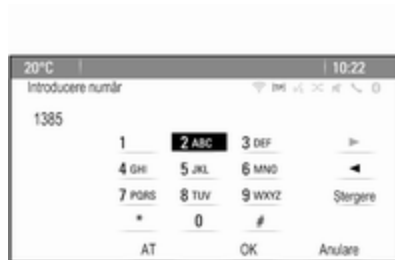 20°C 10:22
Introducere număr
1385
1 2 ABC 3 DEF
4 GHI 5 JKL 6 MNO
7 PQRS 8 TUV 9 WXYZ Ștergere
* 0 #
AT OK Anulare